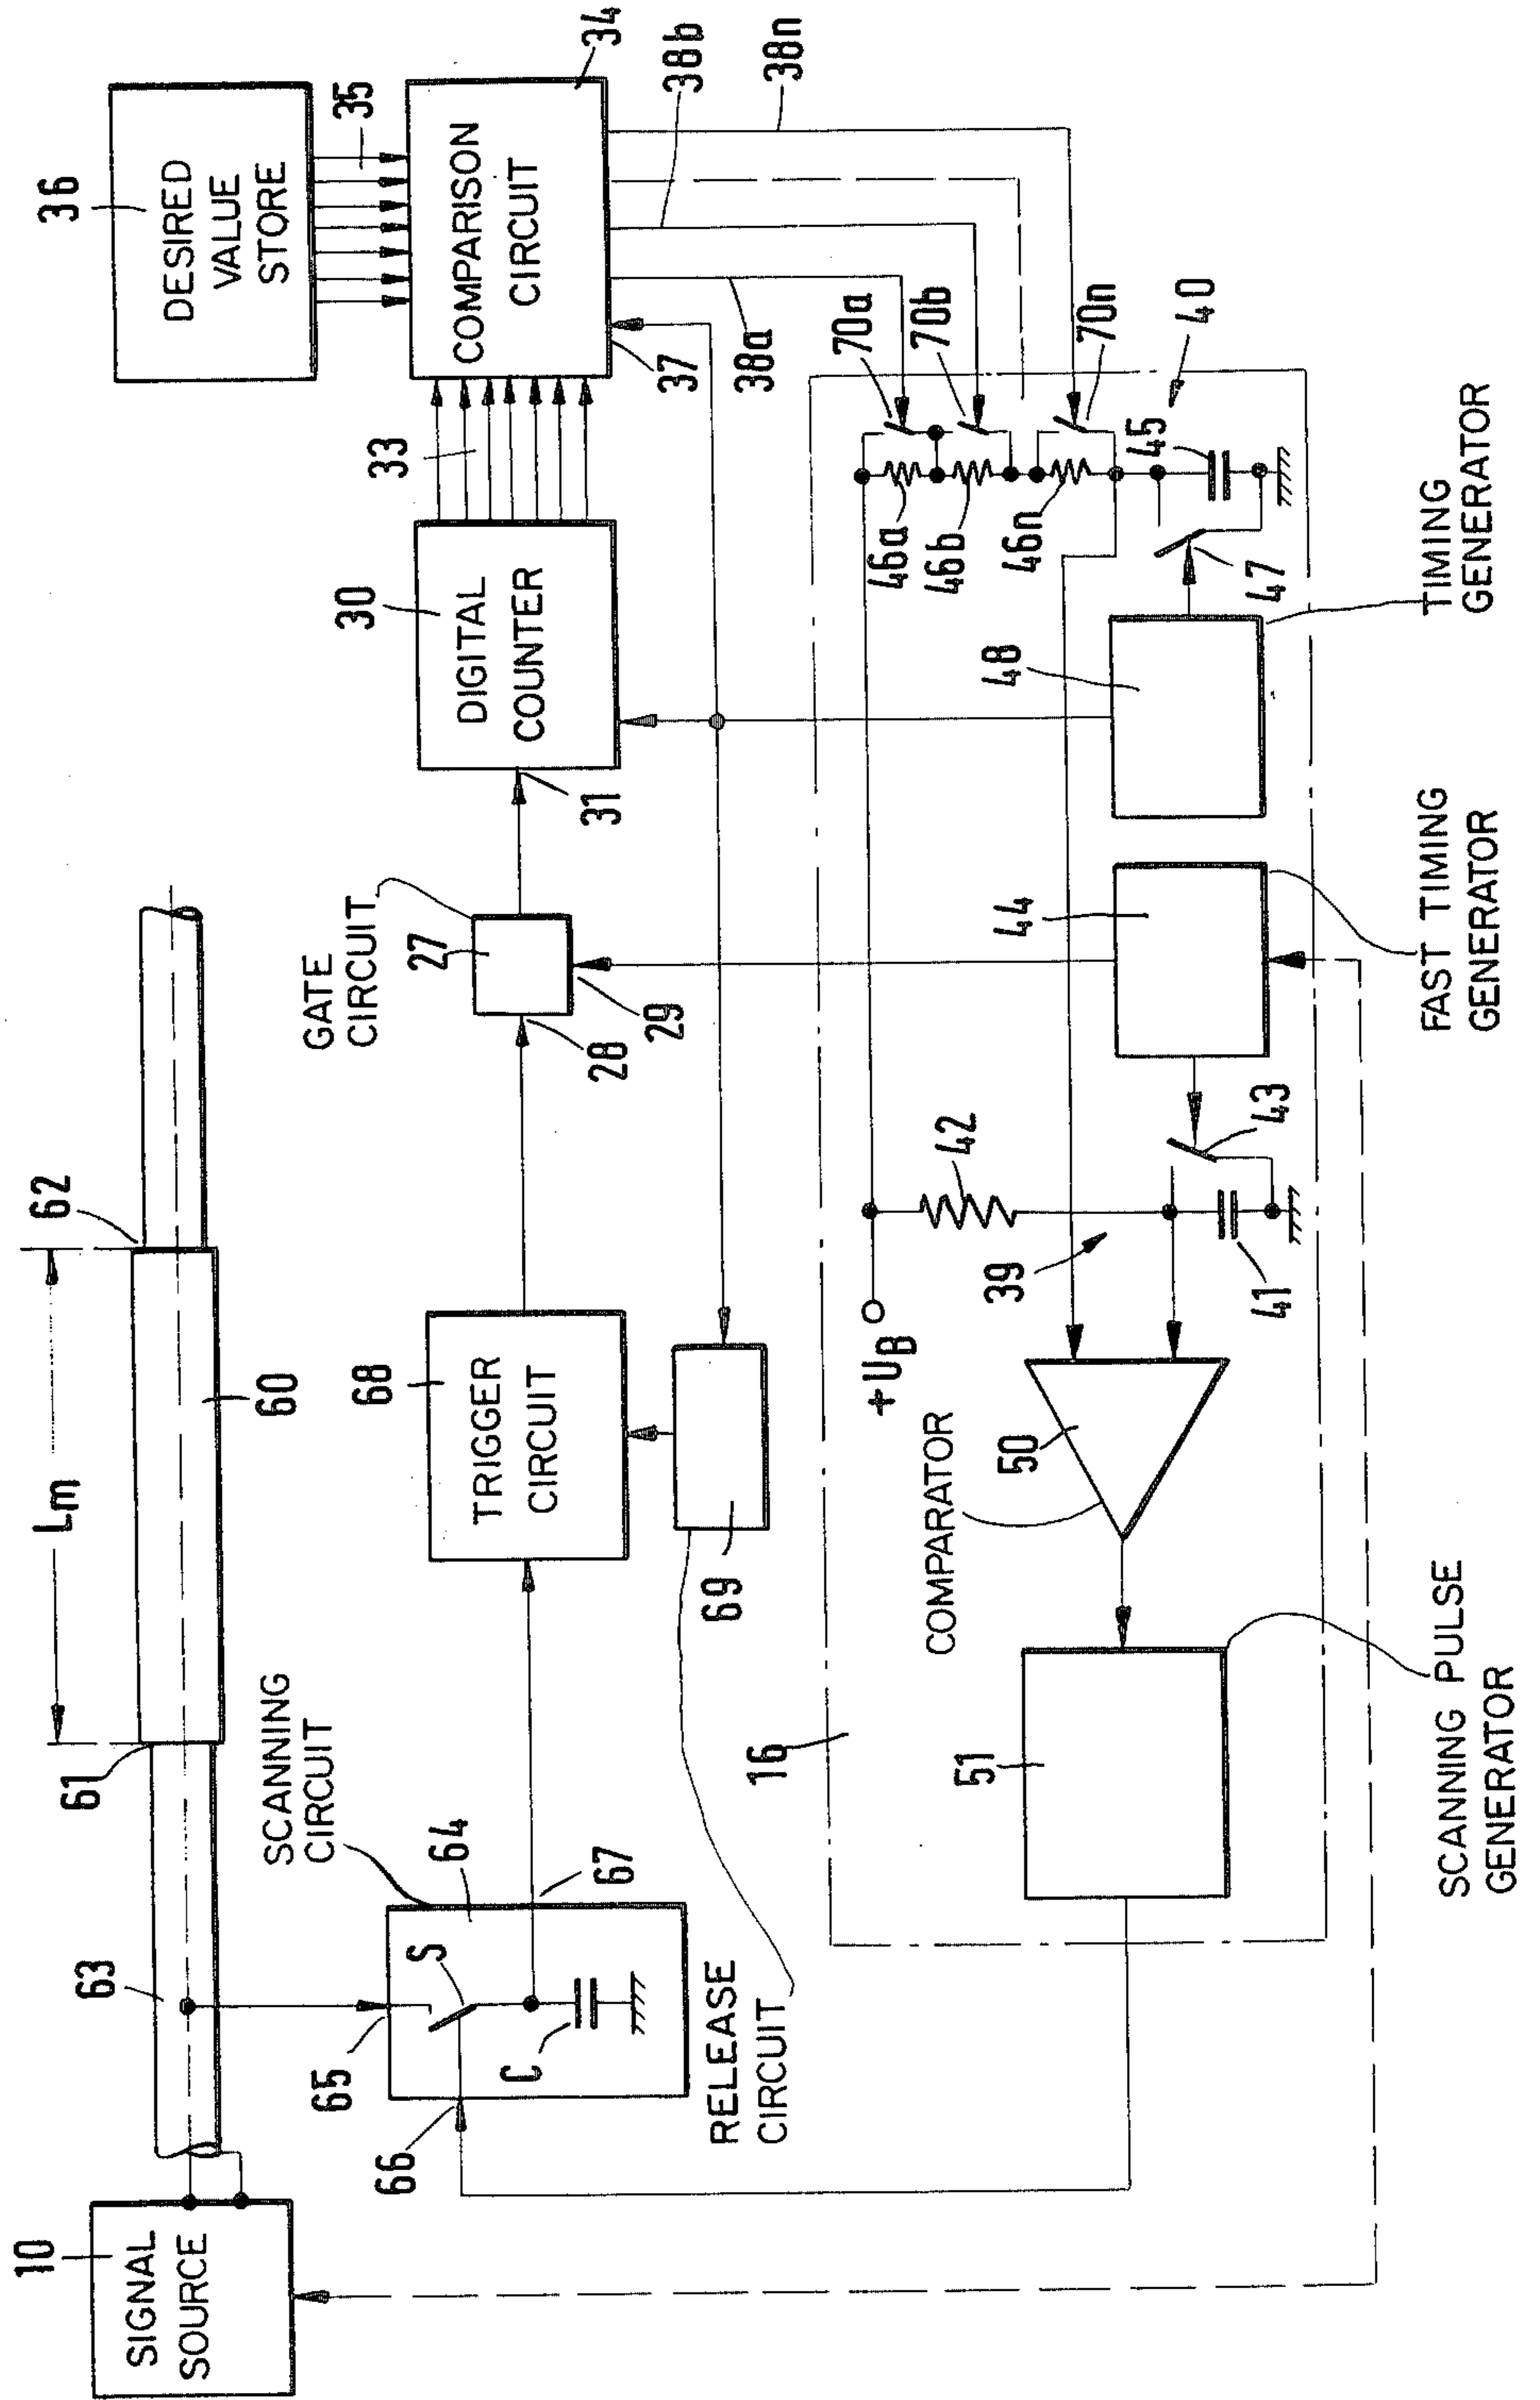 10
SIGNAL
SOURCE
63
61
Lm
60
62
65
66
S
C
64
67
SCANNING
CIRCUIT
RELEASE
CIRCUIT
68
TRIGGER
CIRCUIT
69
GATE
CIRCUIT
27
28
29
31
30
DIGITAL
COUNTER
33
36
DESIRED
VALUE
STORE
35
COMPARISON
CIRCUIT
34
37
38a
38b
38n
16
51
SCANNING PULSE
GENERATOR
COMPARATOR
50
+UB
39
42
41
43
44
FAST TIMING
GENERATOR
48
TIMING
GENERATOR
47
45
40
46a
46b
46n
70a
70b
70n